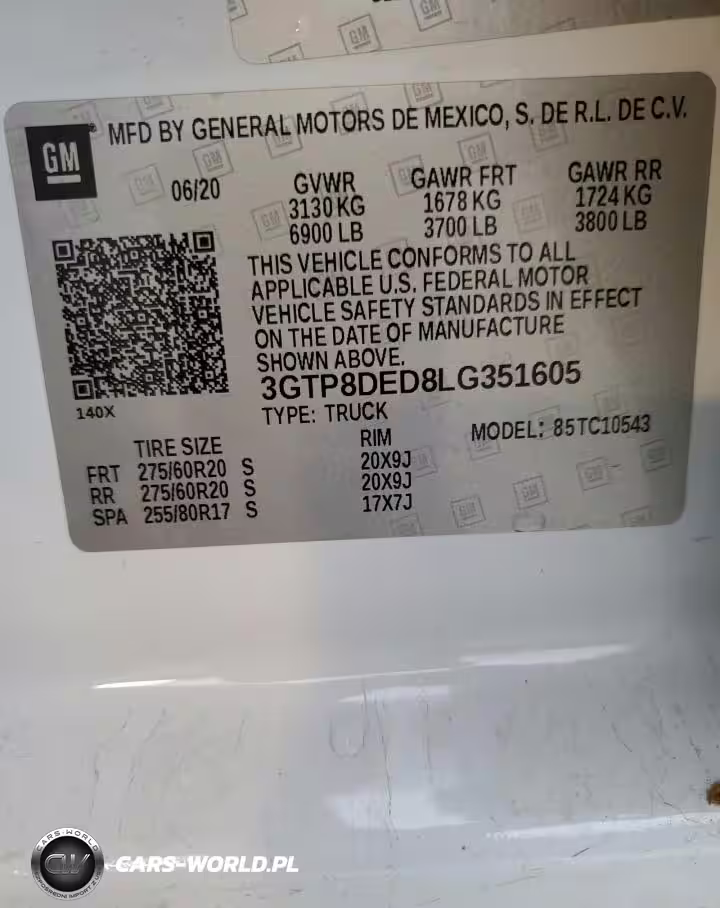 GM
MFD BY GENERAL MOTORS DE MEXICO, S. DE R.L. DE C.V.
06/20
GVWR GAWR FRT GAWR RR
3130 KG 1678 KG 1724 KG
6900 LB 3700 LB 3800 LB
THIS VEHICLE CONFORMS TO ALL
APPLICABLE U.S. FEDERAL MOTOR
VEHICLE SAFETY STANDARDS IN EFFECT
ON THE DATE OF MANUFACTURE
SHOWN ABOVE.
3GTP8DED8LG351605
140X
TYPE: TRUCK
MODEL: 85TC10543
TIRE SIZE RIM
FRT 275/60R20 S 20X9J
RR 275/60R20 S 20X9J
SPA 255/80R17 S 17X7J
CARS-WORLD
CARS-WORLD.PL